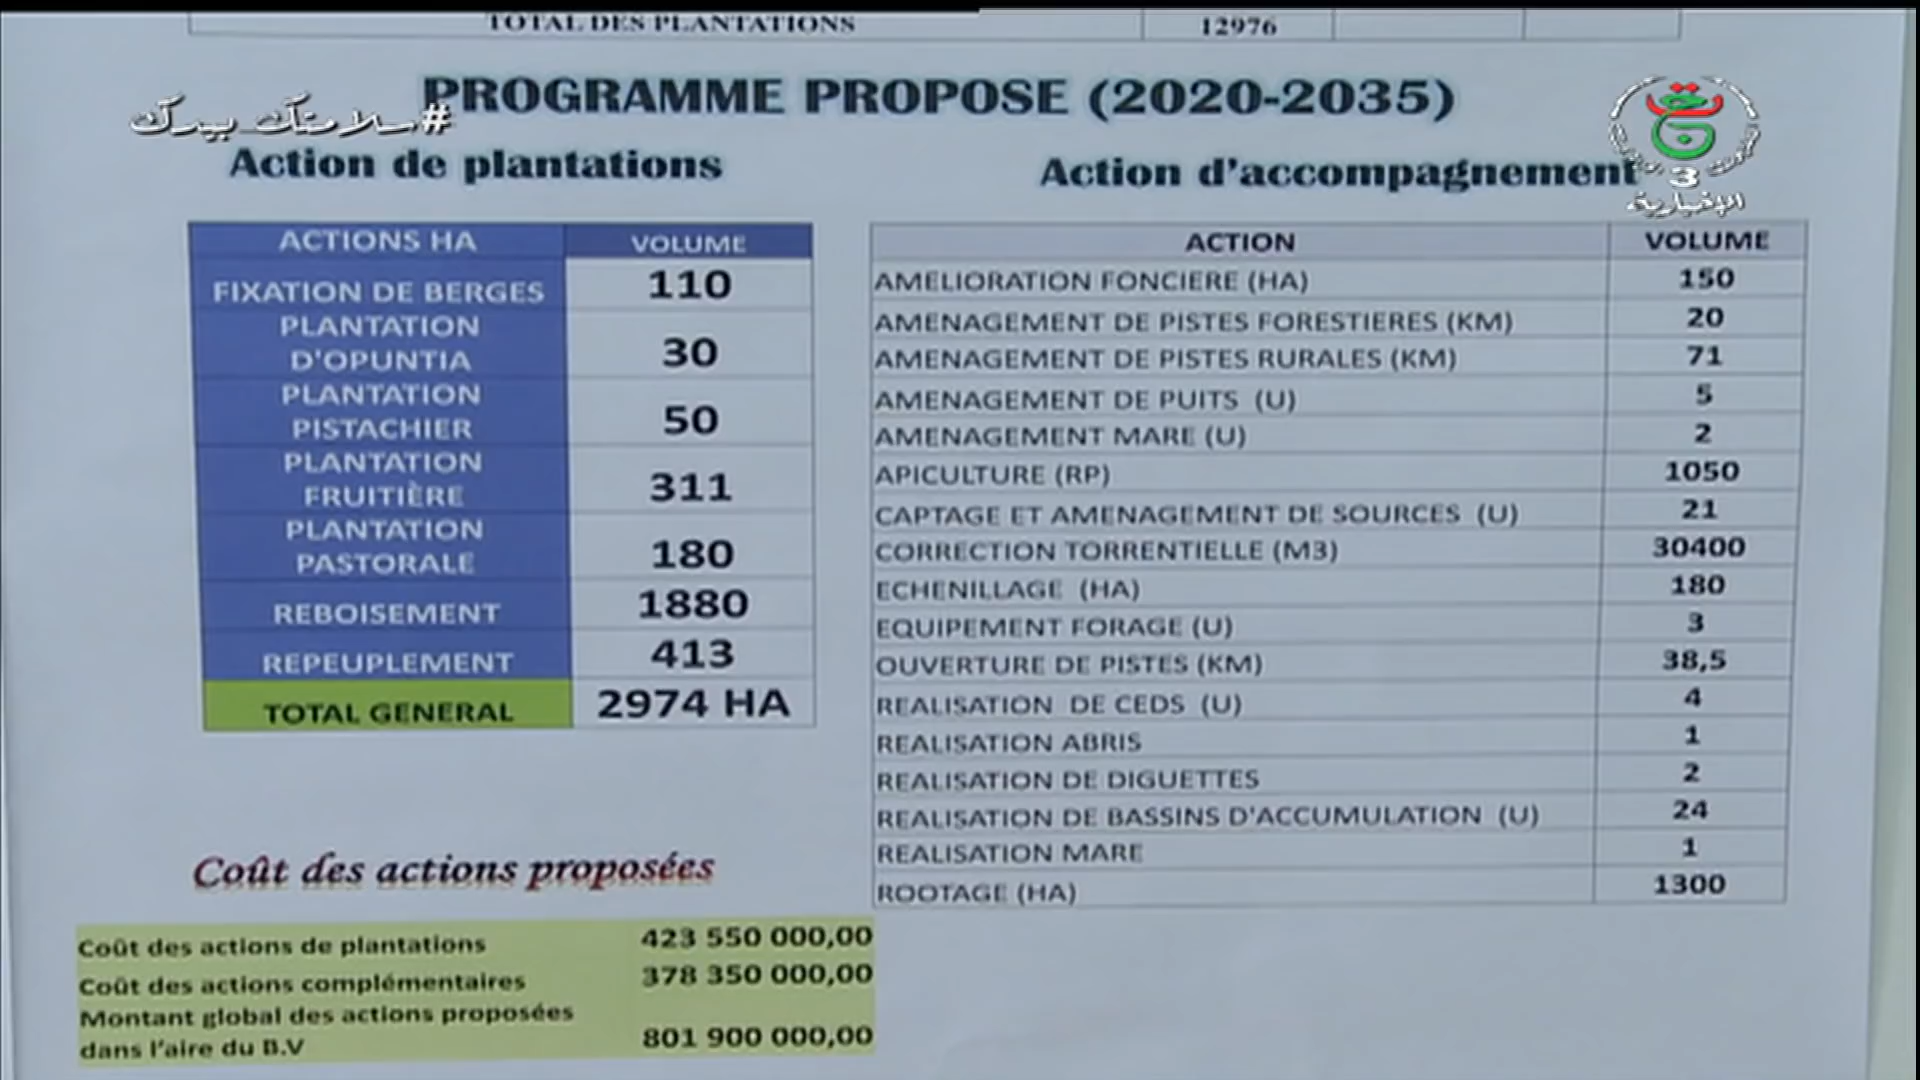 TOTAL DES PLANTATIONS 12976
PROGRAMME PROPOSE (2020-2035)
#سلامتك_بيدك
Action de plantations
ACTIONS HA VOLUME
FIXATION DE BERGES 110
PLANTATION
D'OPUNTIA 30
PLANTATION
PISTACHIER 50
PLANTATION
FRUITIÈRE 311
PLANTATION
PASTORALE 180
REBOISEMENT 1880
REPEUPLEMENT 413
TOTAL GENERAL 2974 HA
Action d'accompagnement
3
الإخبارية
ACTION VOLUME
AMELIORATION FONCIERE (HA) 150
AMENAGEMENT DE PISTES FORESTIERES (KM) 20
AMENAGEMENT DE PISTES RURALES (KM) 71
AMENAGEMENT DE PUITS (U) 5
AMENAGEMENT MARE (U) 2
APICULTURE (RP) 1050
CAPTAGE ET AMENAGEMENT DE SOURCES (U) 21
CORRECTION TORRENTIELLE (M3) 30400
ECHENILLAGE (HA) 180
EQUIPEMENT FORAGE (U) 3
OUVERTURE DE PISTES (KM) 38,5
REALISATION DE CEDS (U) 4
REALISATION ABRIS 1
REALISATION DE DIGUETTES 2
REALISATION DE BASSINS D'ACCUMULATION (U) 24
REALISATION MARE 1
ROOTAGE (HA) 1300
Coût des actions proposées
Coût des actions de plantations 423 550 000,00
Coût des actions complémentaires 378 350 000,00
Montant global des actions proposées
dans l'aire du B.V 801 900 000,00